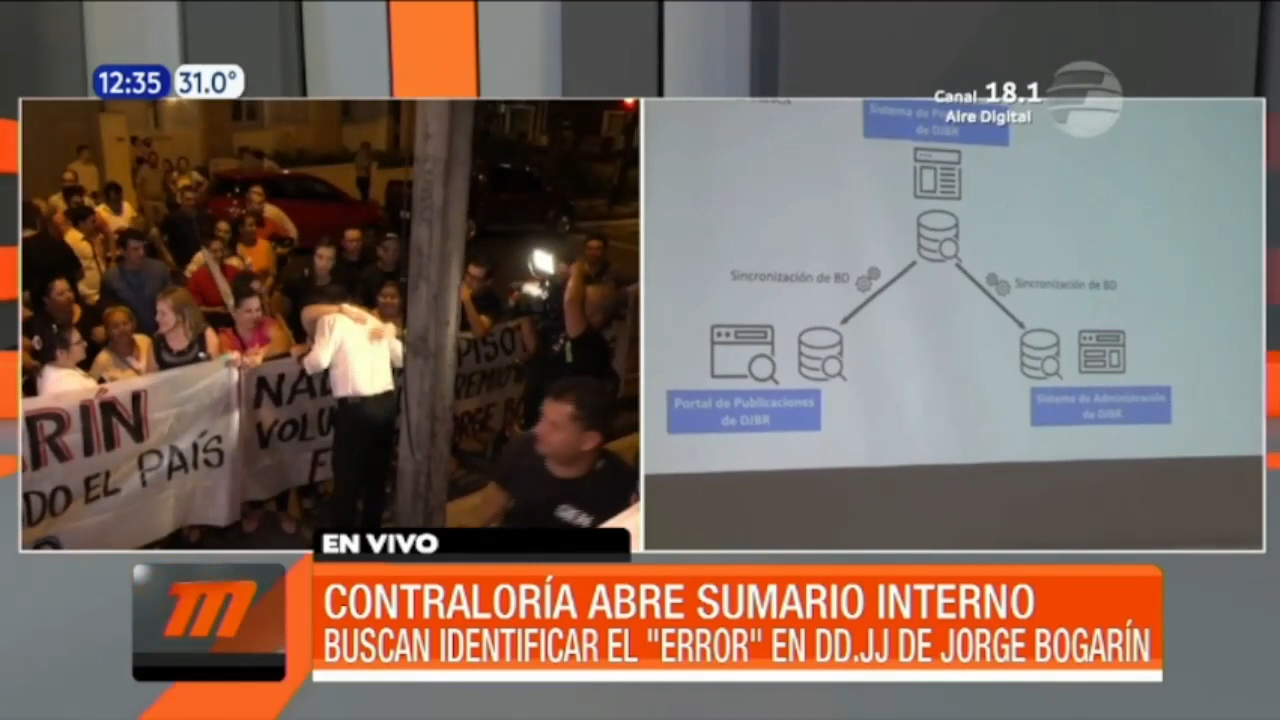 12:35 31.0°
Canal 18.1
Aire Digital
RÍN
DO EL PAÍS
VOLU
PISO
Sistema de
de DJBR
Sincronización de BD
Sincronización de BD
Portal de Publicaciones
de DJBR
Sistema de Administración
de DJBR
EN VIVO
m
CONTRALORÍA ABRE SUMARIO INTERNO
BUSCAN IDENTIFICAR EL "ERROR" EN DD.JJ DE JORGE BOGARÍN